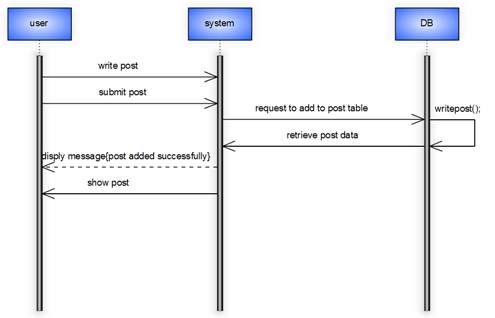 user
system
DB
write post
submit post
request to add to post table
writepost();
retrieve post data
disply message{post added successfully}
show post